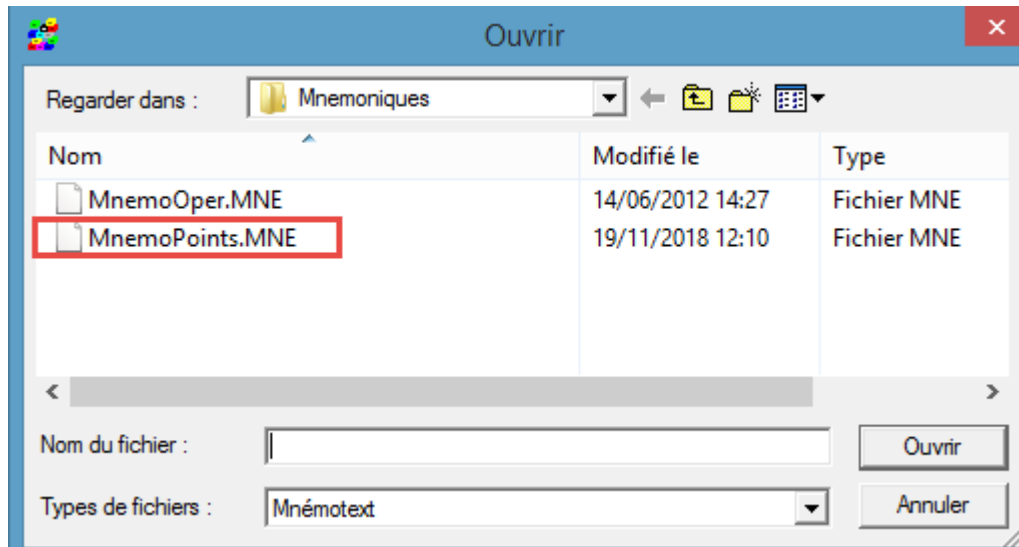 Ouvrir
Regarder dans : Mnemoniques
Nom Modifié le Type
MnemoOper.MNE 14/06/2012 14:27 Fichier MNE
MnemoPoints.MNE 19/11/2018 12:10 Fichier MNE
Nom du fichier : Ouvrir
Types de fichiers : Mnémotext Annuler